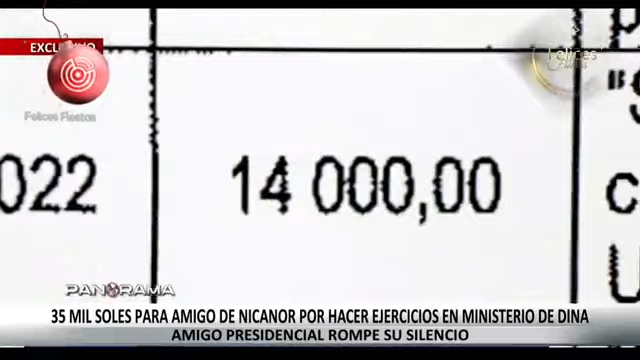 EXCLUSIVO
Felices Fiestas
Felices
Fiestas
"S
022
14 000,00
c
U
PANORAMA
35 MIL SOLES PARA AMIGO DE NICANOR POR HACER EJERCICIOS EN MINISTERIO DE DINA
AMIGO PRESIDENCIAL ROMPE SU SILENCIO